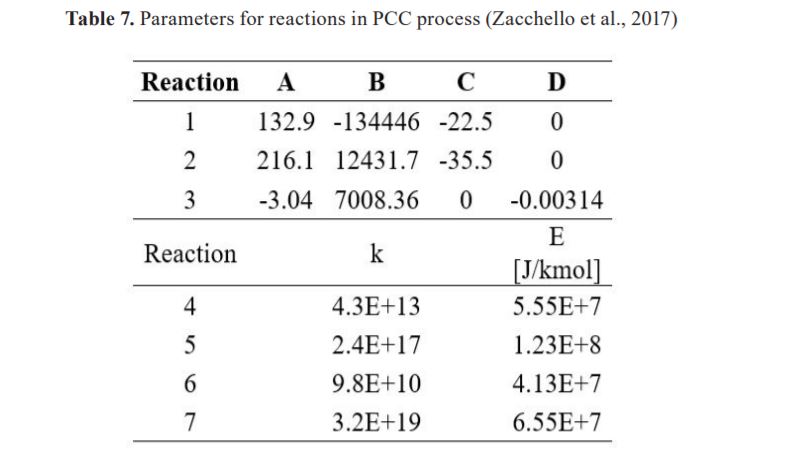 Table 7. Parameters for reactions in PCC process (Zacchello et al., 2017)
Reaction A B C D
1 132.9 -134446 -22.5 0
2 216.1 12431.7 -35.5 0
3 -3.04 7008.36 0 -0.00314
Reaction k E [J/kmol]
4 4.3E+13 5.55E+7
5 2.4E+17 1.23E+8
6 9.8E+10 4.13E+7
7 3.2E+19 6.55E+7